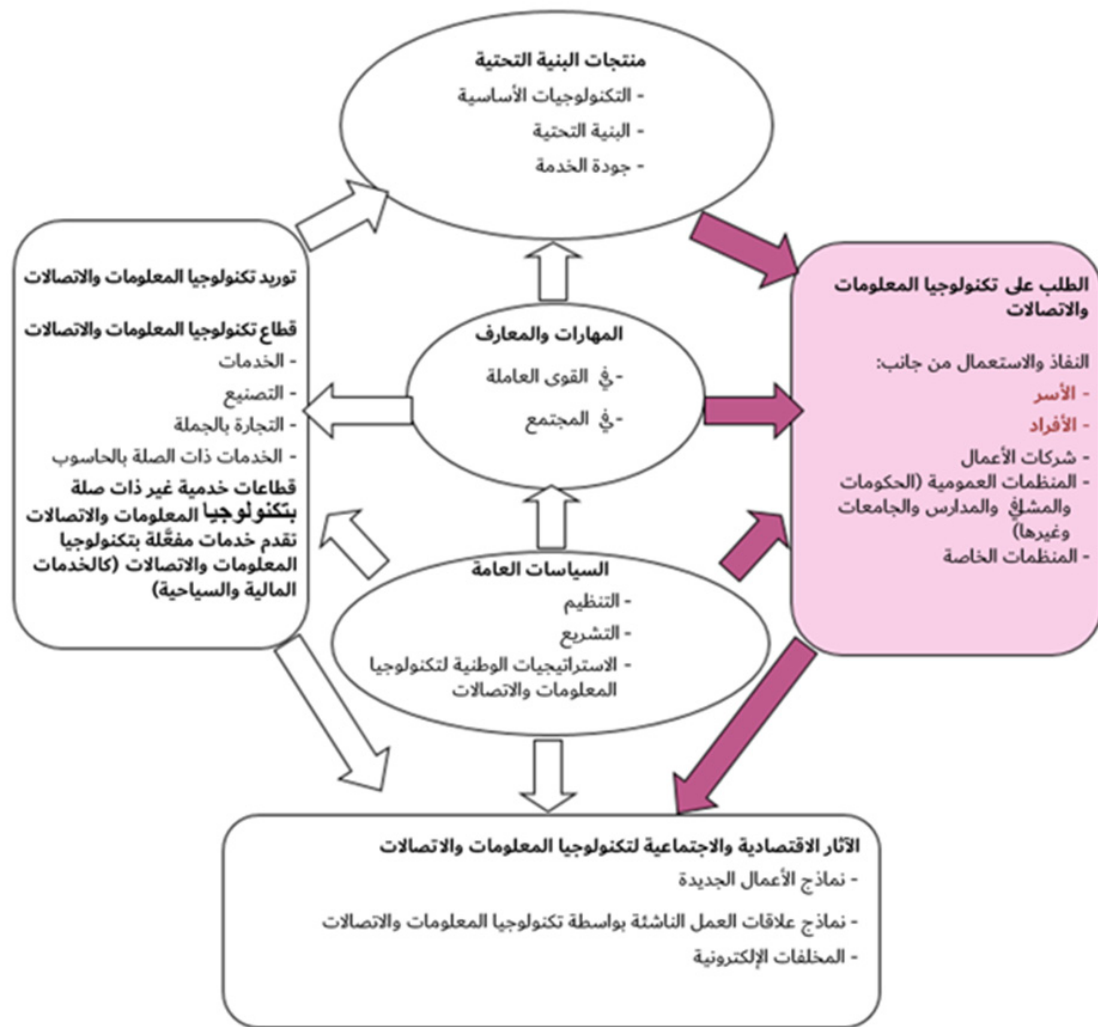 منتجات البنية التحتية
- التكنولوجيات الأساسية
- البنية التحتية
- جودة الخدمة
الطلب على تكنولوجيا المعلومات
والاتصالات
النفاذ والاستعمال من جانب:
- الأسر
- الأفراد
- شركات الأعمال
- المنظمات العمومية (الحكومات
والمشافي والمدارس والجامعات
وغيرها)
- المنظمات الخاصة
المهارات والمعارف
- في القوى العاملة
- في المجتمع
توريد تكنولوجيا المعلومات والاتصالات
قطاع تكنولوجيا المعلومات والاتصالات
- الخدمات
- التصنيع
- التجارة بالجملة
- الخدمات ذات الصلة بالحاسوب
قطاعات خدمية غير ذات صلة
بتكنولوجيا المعلومات والاتصالات
تقدم خدمات مفعَّلة بتكنولوجيا
المعلومات والاتصالات (كالخدمات
المالية والسياحية)
السياسات العامة
- التنظيم
- التشريع
- الاستراتيجيات الوطنية لتكنولوجيا
المعلومات والاتصالات
الآثار الاقتصادية والاجتماعية لتكنولوجيا المعلومات والاتصالات
- نماذج الأعمال الجديدة
- نماذج علاقات العمل الناشئة بواسطة تكنولوجيا المعلومات والاتصالات
- المخلفات الإلكترونية